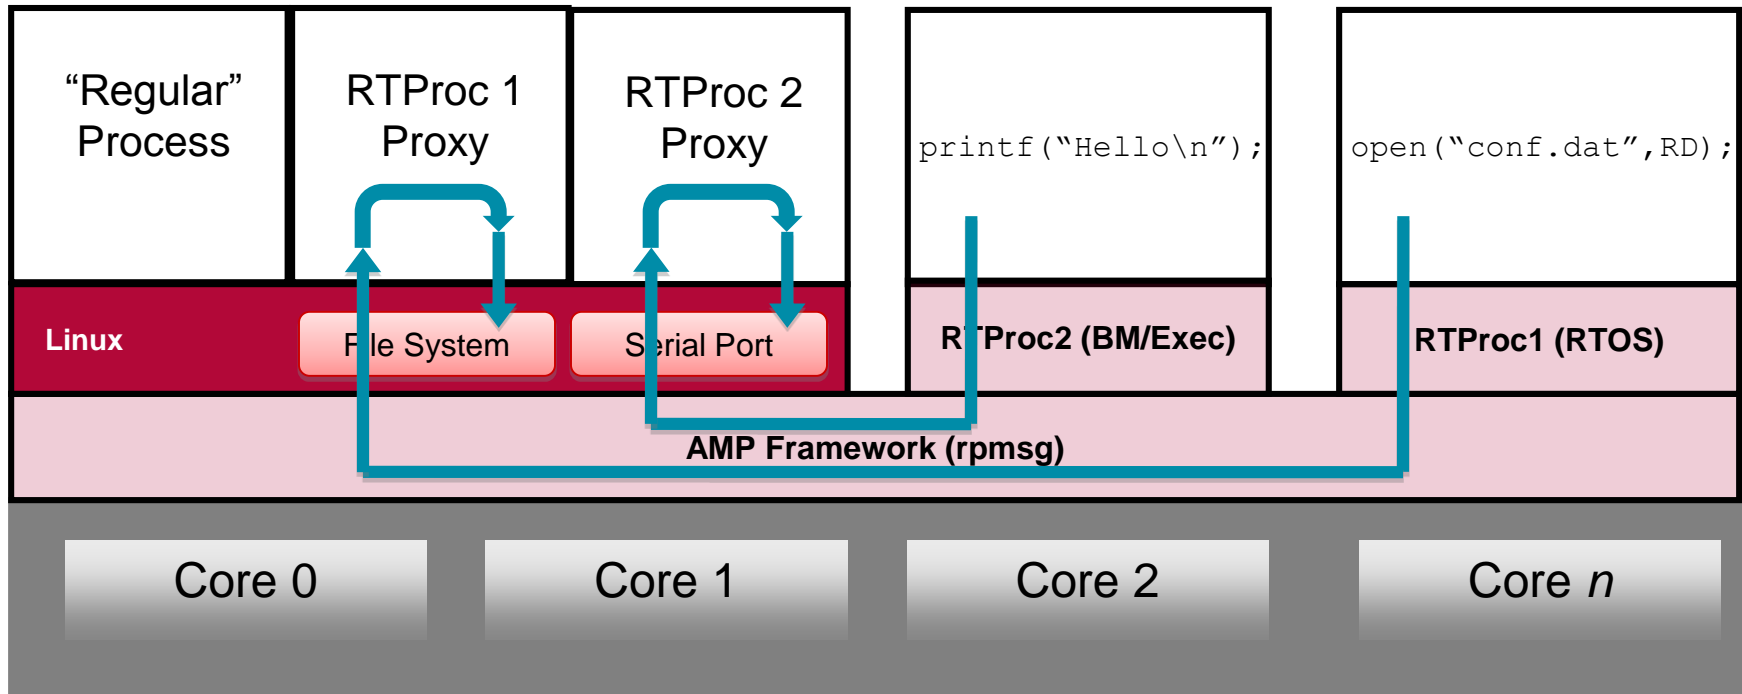 “Regular”
Process
RTProc 1
Proxy
RTProc 2
Proxy
printf(“Hello\n”);
open(“conf.dat”,RD);
Linux
File System
Serial Port
RTProc2 (BM/Exec)
RTProc1 (RTOS)
AMP Framework (rpmsg)
Core 0
Core 1
Core 2
Core n